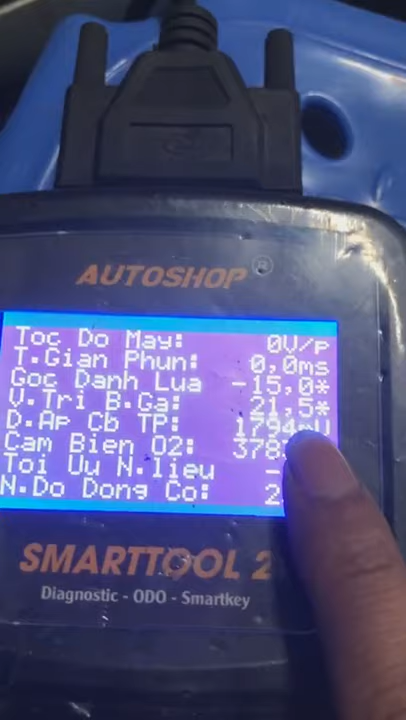 AUTOSHOP ®
Toc Do May: 0V/p
T.Gian Phun: 0,0ms
Goc Danh Lua -15,0*
V.Tri B.Ga: 21,5*
D.Ap Cb TP: 1794mV
Cam Bien O2: 378
Toi Uu N.lieu -
N.Do Dong Co: 2
SMARTTOOL 2
Diagnostic - ODO - Smartkey